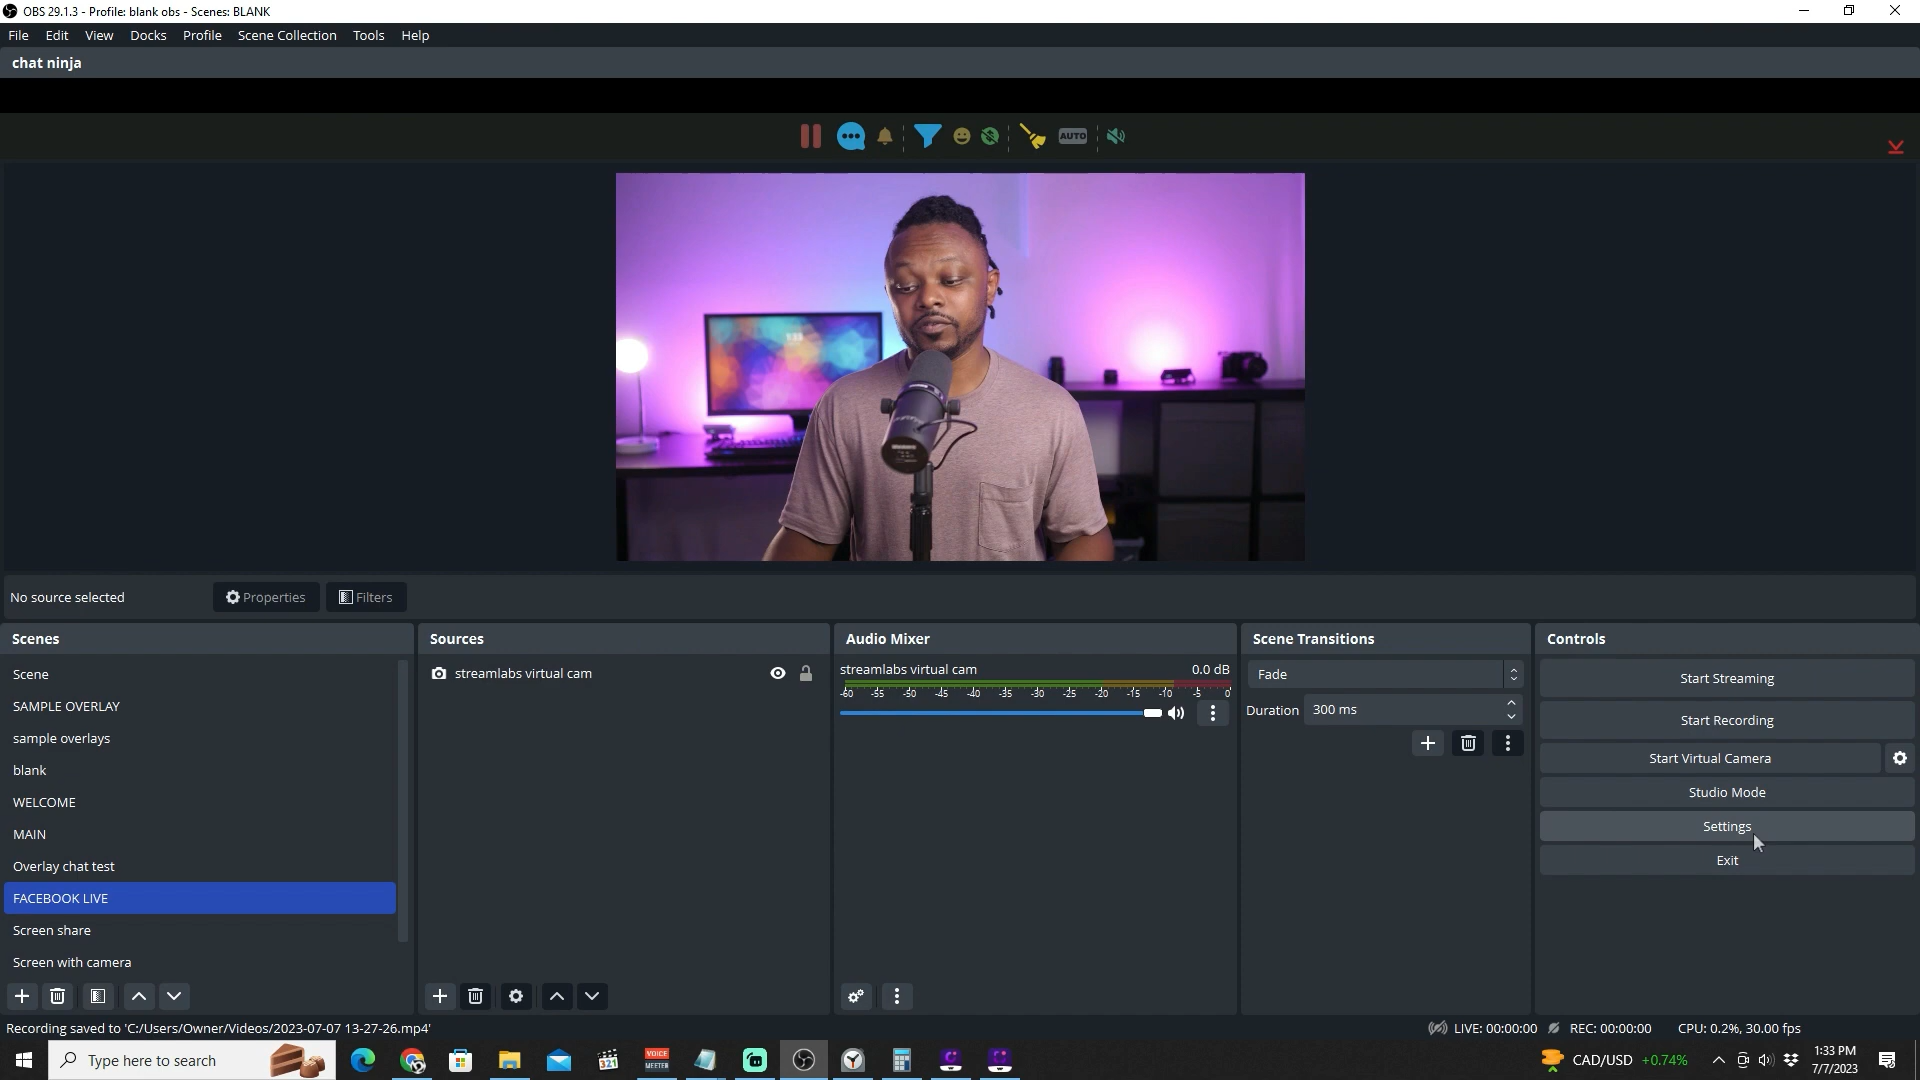 OBS 29.1.3 - Profile: blank obs - Scenes: BLANK
File Edit View Docks Profile Scene Collection Tools Help
chat ninja
AUTO
No source selected
Properties
Filters
Scenes
Scene
SAMPLE OVERLAY
sample overlays
blank
WELCOME
MAIN
Overlay chat test
FACEBOOK LIVE
Screen share
Screen with camera
Sources
streamlabs virtual cam
Audio Mixer
streamlabs virtual cam 0.0 dB
-60 -55 -50 -45 -40 -35 -30 -25 -20 -15 -10 -5 0
Scene Transitions
Fade
Duration 300 ms
Controls
Start Streaming
Start Recording
Start Virtual Camera
Studio Mode
Settings
Exit
Recording saved to 'C:/Users/Owner/Videos/2023-07-07 13-27-26.mp4'
LIVE: 00:00:00 REC: 00:00:00 CPU: 0.2%, 30.00 fps
Type here to search
321
VOICE
MEETER
CAD/USD +0.74%
1:33 PM
7/7/2023